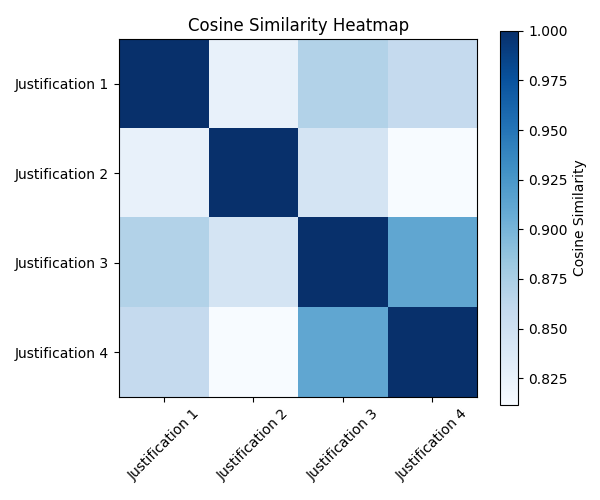 Cosine Similarity Heatmap
Justification 1
Justification 2
Justification 3
Justification 4
Justification 1
Justification 2
Justification 3
Justification 4
1.000
0.975
0.950
0.925
0.900
0.875
0.850
0.825
Cosine Similarity